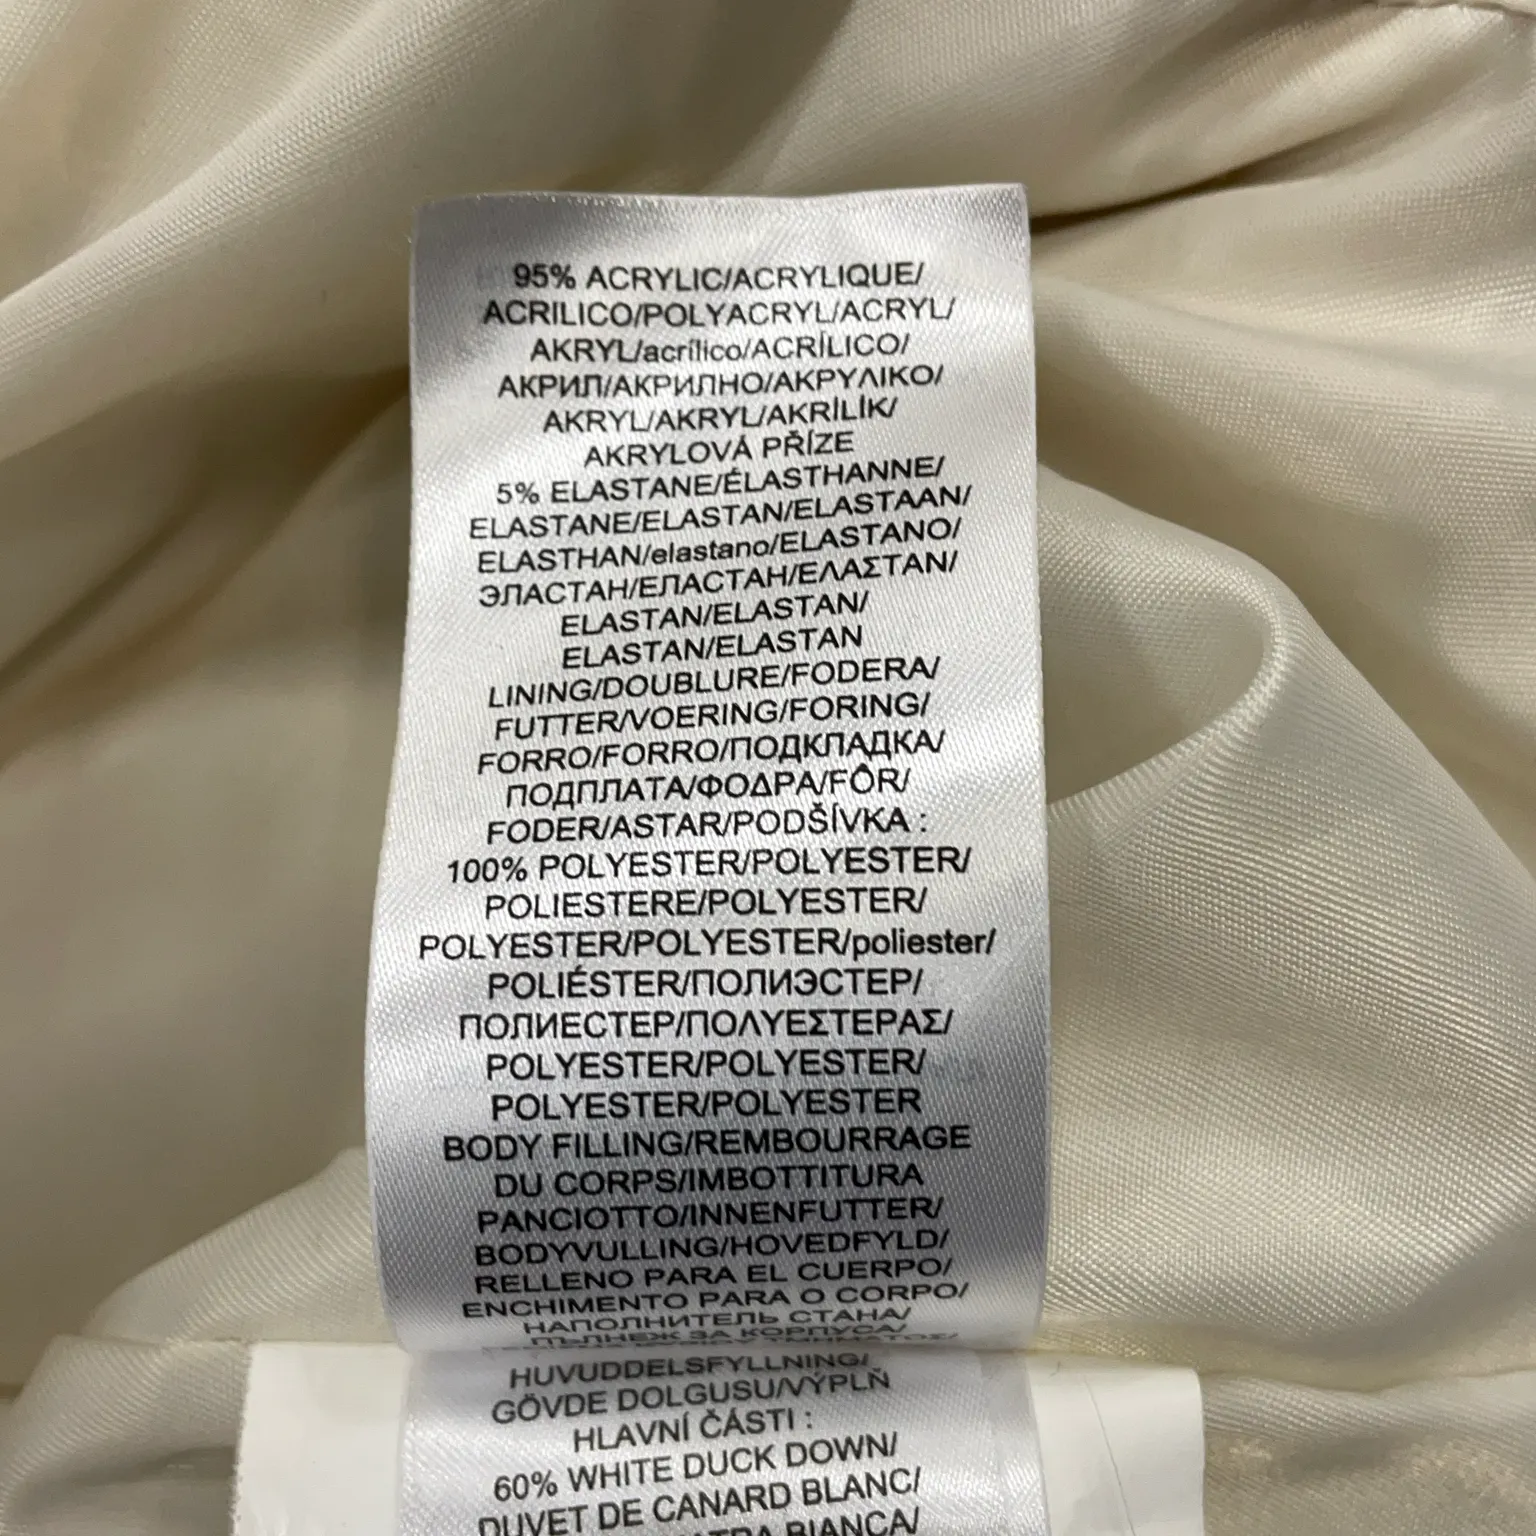 95% ACRYLIC/ACRYLIQUE/
ACRILICO/POLYACRYL/ACRYL/
AKRYL/acrílico/ACRÍLICO/
АКРИЛ/АКРИЛНО/ΑΚΡΥΛΙΚΟ/
AKRYL/AKRYL/AKRİLİK/
AKRYLOVÁ PŘÍZE
5% ELASTANE/ÉLASTHANNE/
ELASTANE/ELASTAN/ELASTAAN/
ELASTHAN/elastano/ELASTANO/
ЭЛАСТАН/ЕЛАСТАН/ΕΛΑΣΤΑΝ/
ELASTAN/ELASTAN/
ELASTAN/ELASTAN
LINING/DOUBLURE/FODERA/
FUTTER/VOERING/FORING/
FORRO/FORRO/ПОДКЛАДКА/
ПОДПЛАТА/ΦΟΔΡΑ/FÔR/
FODER/ASTAR/PODŠÍVKA :
100% POLYESTER/POLYESTER/
POLIESTERE/POLYESTER/
POLYESTER/POLYESTER/poliester/
POLIÉSTER/ПОЛИЭСТЕР/
ПОЛИЕСТЕР/ΠΟΛΥΕΣΤΕΡΑΣ/
POLYESTER/POLYESTER/
POLYESTER/POLYESTER
BODY FILLING/REMBOURRAGE
DU CORPS/IMBOTTITURA
PANCIOTTO/INNENFUTTER/
BODYVULLING/HOVEDFYLD/
RELLENO PARA EL CUERPO/
ENCHIMENTO PARA O CORPO/
НАПОЛНИТЕЛЬ СТАНА/
ПЪЛНЕЖ ЗА КОРПУСА/
ΤΜΗΜΑΤΟΣ/
HUVUDDELSFYLLNING/
GÖVDE DOLGUSU/VÝPLŇ
HLAVNÍ ČÁSTI :
60% WHITE DUCK DOWN/
DUVET DE CANARD BLANC/
BIANCA/